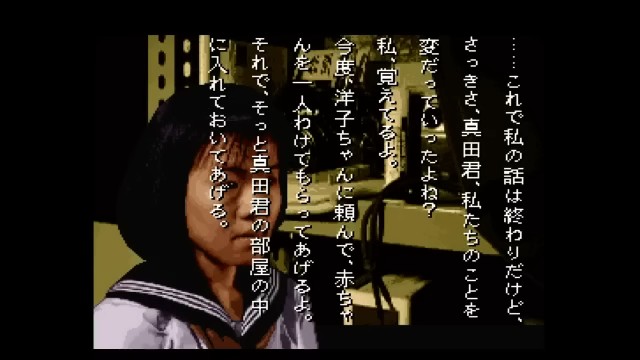 ……これで私の話は終わりだけど、
さっきさ、真田君、私たちのことを
変だっていったよね？
私、覚えてるよ。
今度、洋子ちゃんに頼んで、赤ちゃ
んを一人わけてもらってあげるよ。
それで、そっと真田君の部屋の中
に入れておいてあげる。